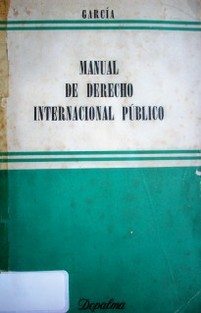 GARCÍA
MANUAL
DE DERECHO
INTERNACIONAL PÚBLICO
Depalma